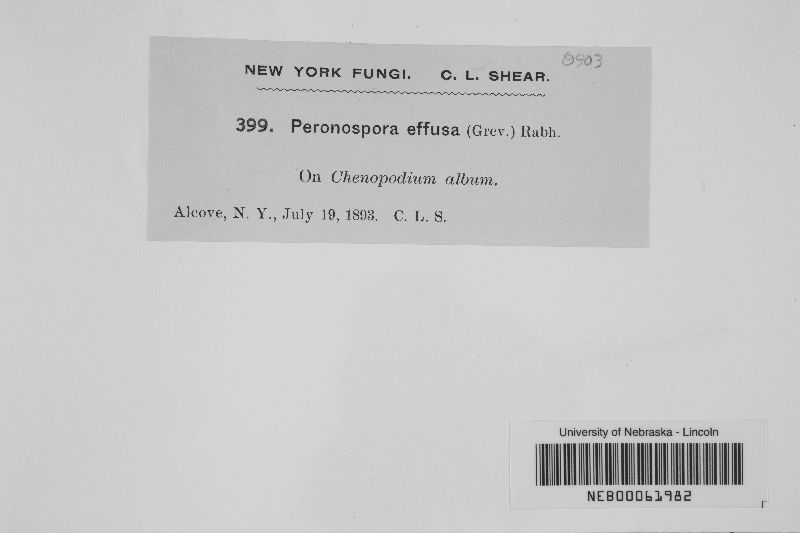 0903
NEW YORK FUNGI. C. L. SHEAR.
399. Peronospora effusa (Grev.) Rabh.
On Chenopodium album.
Alcove, N. Y., July 19, 1893. C. L. S.
University of Nebraska - Lincoln
NEB00061982